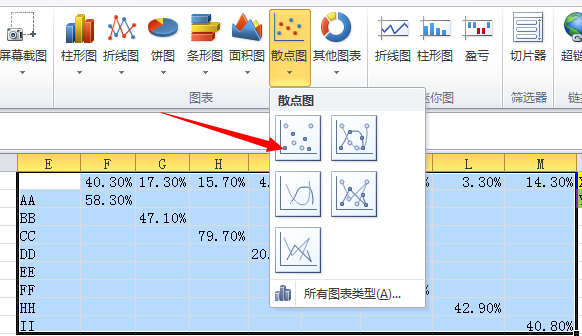 屏幕截图 柱形图 折线图 饼图 条形图 面积图 散点图 其他图表 折线图 柱形图 盈亏 切片器 超链
图表 迷你图 筛选器
散点图
E F G H L M
40.30% 17.30% 15.70% 4. 3.30% 14.30%
AA 58.30%
BB 47.10%
CC 79.70%
DD 20.
EE
FF
HH 42.90%
II 40.80%
所有图表类型(A)...